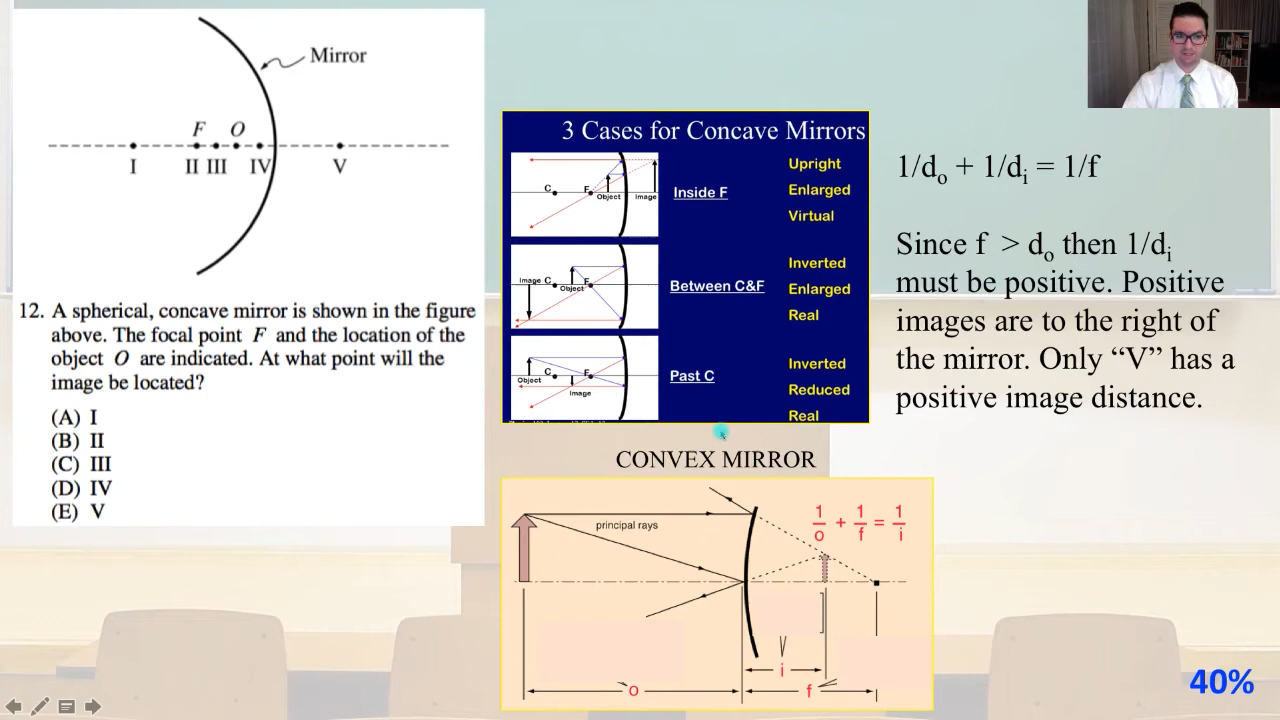 Mirror
F O
I II III IV V
12. A spherical, concave mirror is shown in the figure
above. The focal point F and the location of the
object O are indicated. At what point will the
image be located?
(A) I
(B) II
(C) III
(D) IV
(E) V
3 Cases for Concave Mirrors
C F
Object Image
Inside F
Upright
Enlarged
Virtual
Image C F
Object
Between C&F
Inverted
Enlarged
Real
C F
Object
Image
Past C
Inverted
Reduced
Real
CONVEX MIRROR
principal rays
1/o + 1/f = 1/i
i
o f
1/dₒ + 1/dᵢ = 1/f
Since f > dₒ then 1/dᵢ
must be positive. Positive
images are to the right of
the mirror. Only “V” has a
positive image distance.
40%